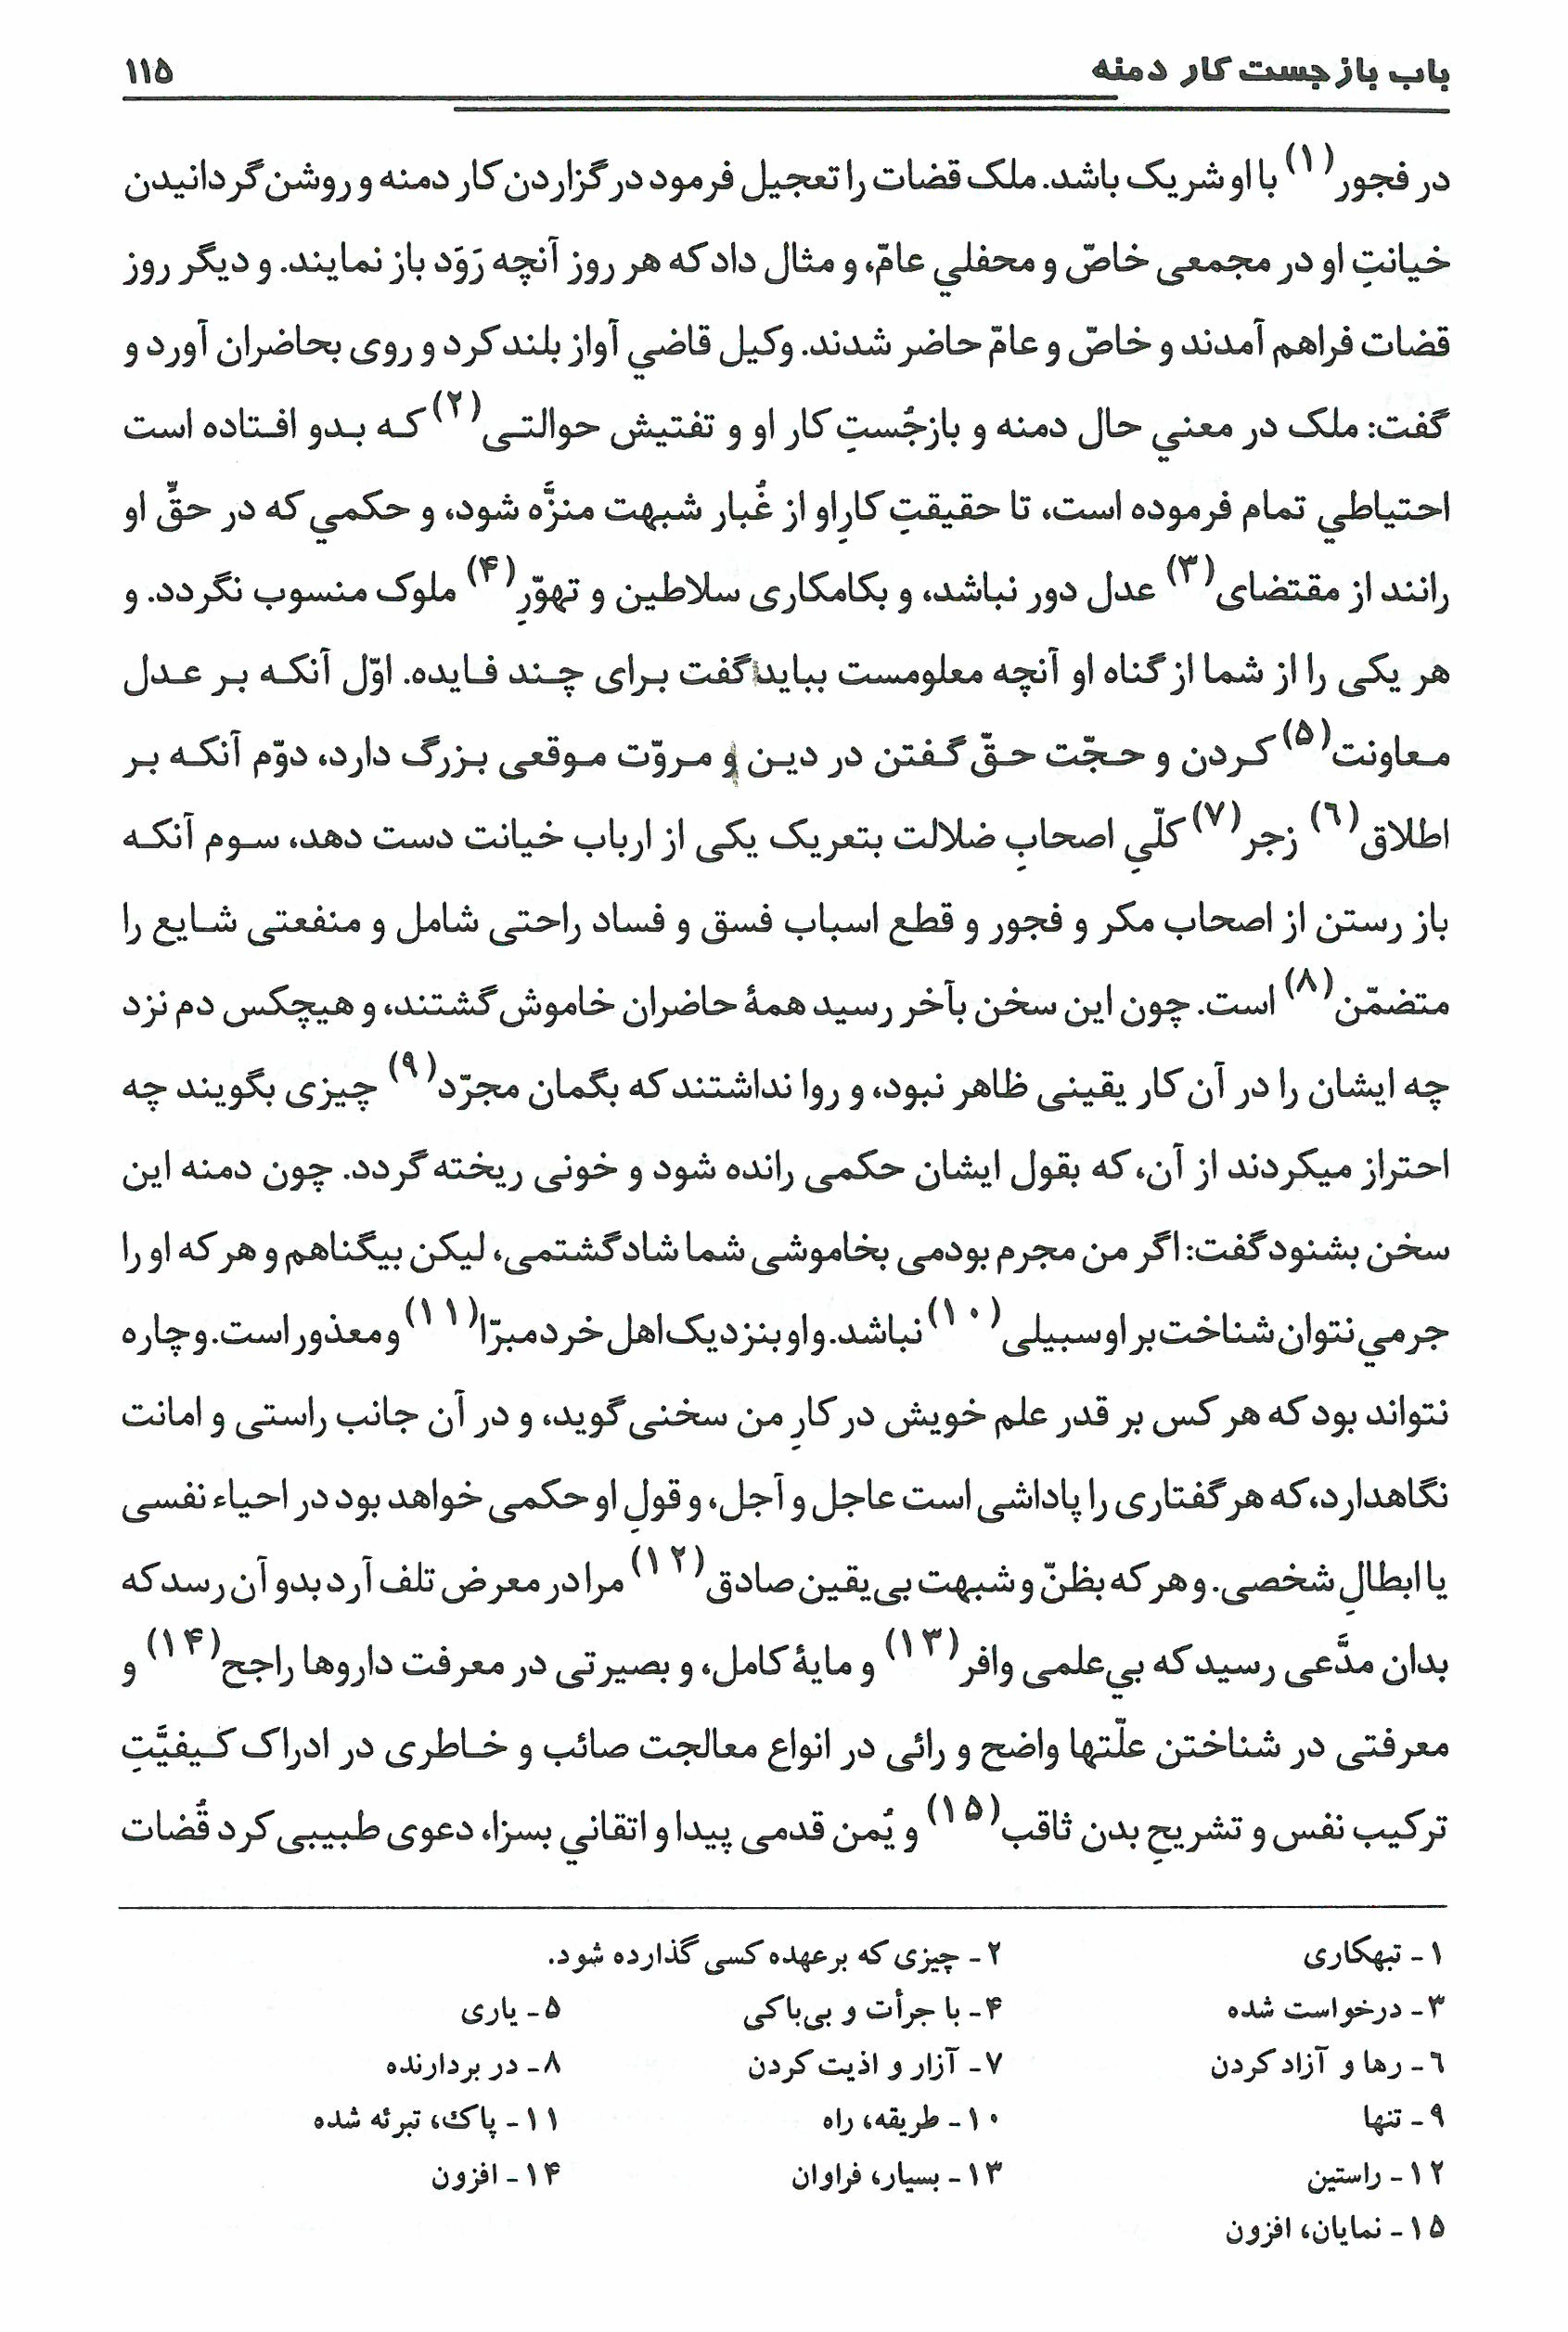 باب بازجست کار دمنه ۱۱۵
در فجور(۱) با او شریک باشد. ملک قضات را تعجیل فرمود در گزاردن کار دمنه و روشن گردانیدن
خیانتِ او در مجمعی خاصّ و محفلي عامّ، و مثال داد که هر روز آنچه رَوَد باز نمایند. و دیگر روز
قضات فراهم آمدند و خاصّ و عامّ حاضر شدند. وکیل قاضي آواز بلند کرد و روی بحاضران آورد و
گفت: ملک در معني حال دمنه و بازجُستِ کار او و تفتیش حوالتی(۲) که بدو افتاده است
احتیاطي تمام فرموده است، تا حقیقتِ کارِ او از غُبار شبهت منزَّه شود، و حکمي که در حقِّ او
رانند از مقتضای(۳) عدل دور نباشد، و بکامکاری سلاطین و تهوّرِ(۴) ملوک منسوب نگردد. و
هر یکی را از شما از گناه او آنچه معلومست بباید گفت برای چند فایده. اوّل آنکه بر عدل
معاونت(۵) کردن و حجّت حقّ گفتن در دین و مروّت موقعی بزرگ دارد، دوّم آنکه بر
اطلاق(۶) زجر(۷) کلّيِ اصحابِ ضلالت بتعریک یکی از ارباب خیانت دست دهد، سوم آنکه
باز رستن از اصحاب مکر و فجور و قطع اسباب فسق و فساد راحتی شامل و منفعتی شایع را
متضمّن(۸) است. چون این سخن بآخر رسید همهٔ حاضران خاموش گشتند، و هیچکس دم نزد
چه ایشان را در آن کار یقینی ظاهر نبود، و روا نداشتند که بگمان مجرّد(۹) چیزی بگویند چه
احتراز میکردند از آن، که بقول ایشان حکمی رانده شود و خونی ریخته گردد. چون دمنه این
سخن بشنود گفت: اگر من مجرم بودمی بخاموشی شما شاد گشتمی، لیکن بیگناهم و هر که او را
جرمي نتوان شناخت بر او سبیلی(۱۰) نباشد. و او بنزدیک اهل خرد مبرّا(۱۱) و معذور است. و چاره
نتواند بود که هر کس بر قدر علم خویش در کارِ من سخنی گوید، و در آن جانب راستی و امانت
نگاهدارد، که هر گفتاری را پاداشی است عاجل و آجل، و قولِ او حکمی خواهد بود در احیاء نفسی
یا ابطالِ شخصی. و هر که بظنّ و شبهت بی‌یقین صادق(۱۲) مرا در معرض تلف آرد بدو آن رسد که
بدان مدَّعی رسید که بي‌علمی وافر(۱۳) و مایهٔ کامل، و بصیرتی در معرفت داروها راجح(۱۴) و
معرفتی در شناختن علّتها واضح و رائی در انواع معالجت صائب و خاطری در ادراک کیفیَّتِ
ترکیب نفس و تشریحِ بدن ثاقب(۱۵) و یُمن قدمی پیدا و اتقاني بسزا، دعوی طبیبی کرد قُضات
۱- تبهکاری ۲- چیزی که بر عهده کسی گذارده شود.
۳- درخواست شده ۴- با جرأت و بی‌باکی ۵- یاری
۶- رها و آزاد کردن ۷- آزار و اذیت کردن ۸- در بردارنده
۹- تنها ۱۰- طریقه، راه ۱۱- پاک، تبرئه شده
۱۲- راستین ۱۳- بسیار، فراوان ۱۴- افزون
۱۵- نمایان، افزون